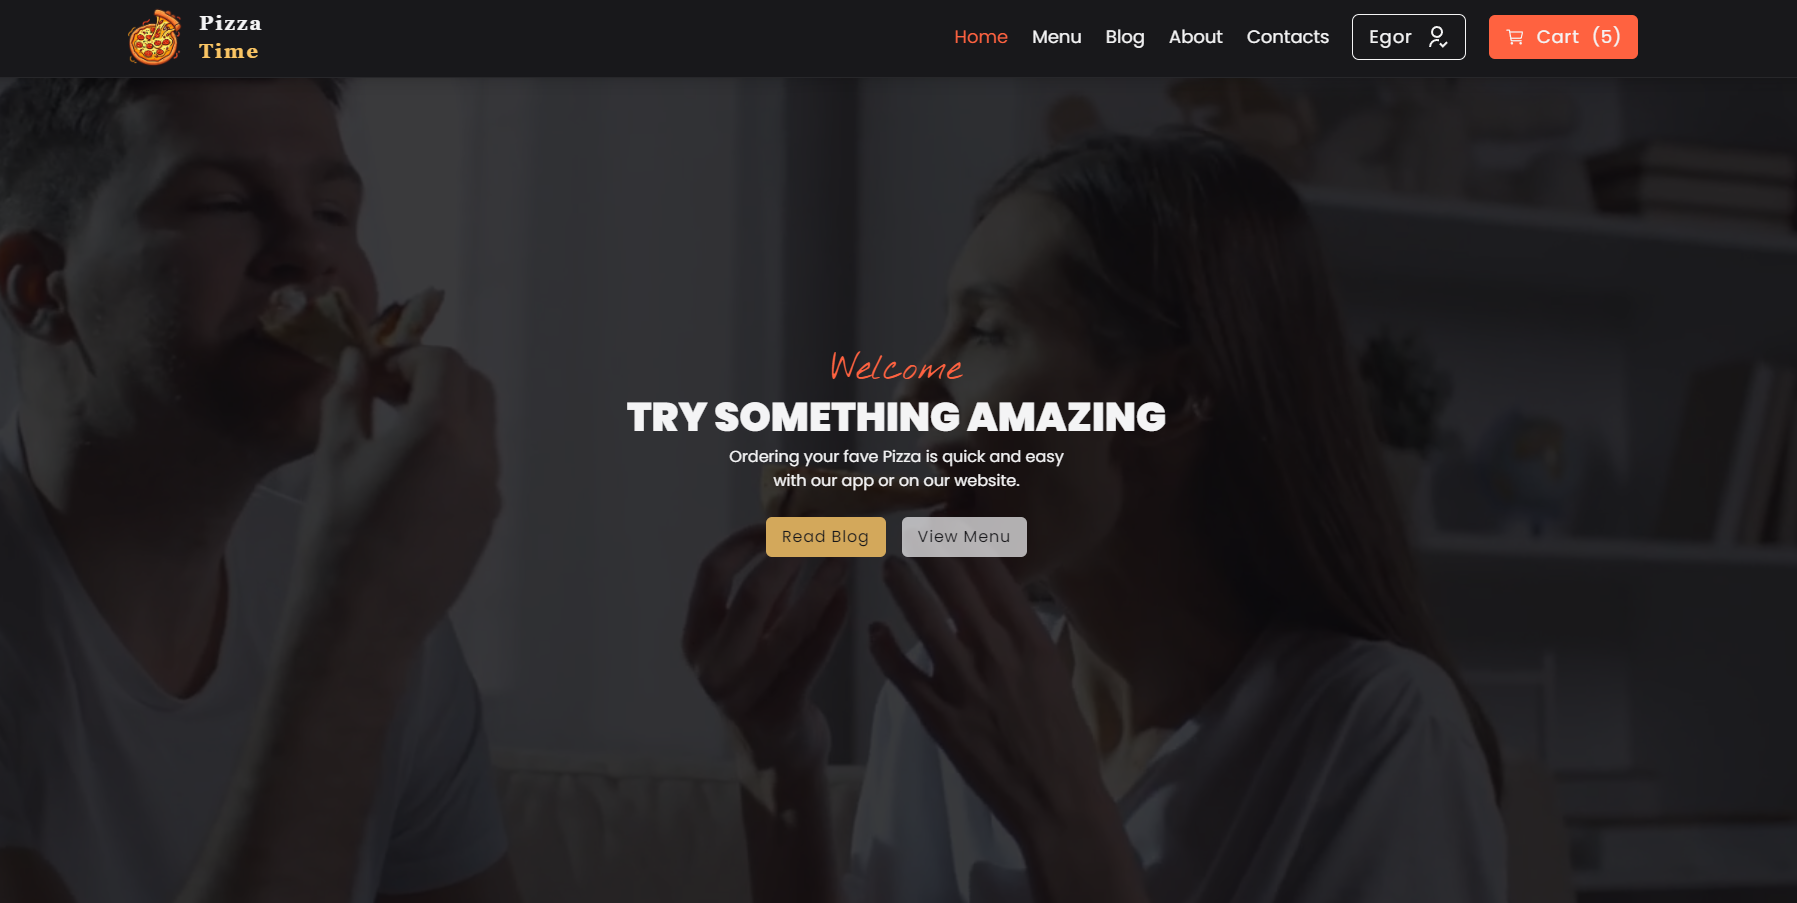 Pizza
Time
Home Menu Blog About Contacts Egor Cart (5)
Welcome
TRY SOMETHING AMAZING
Ordering your fave Pizza is quick and easy
with our app or on our website.
Read Blog View Menu